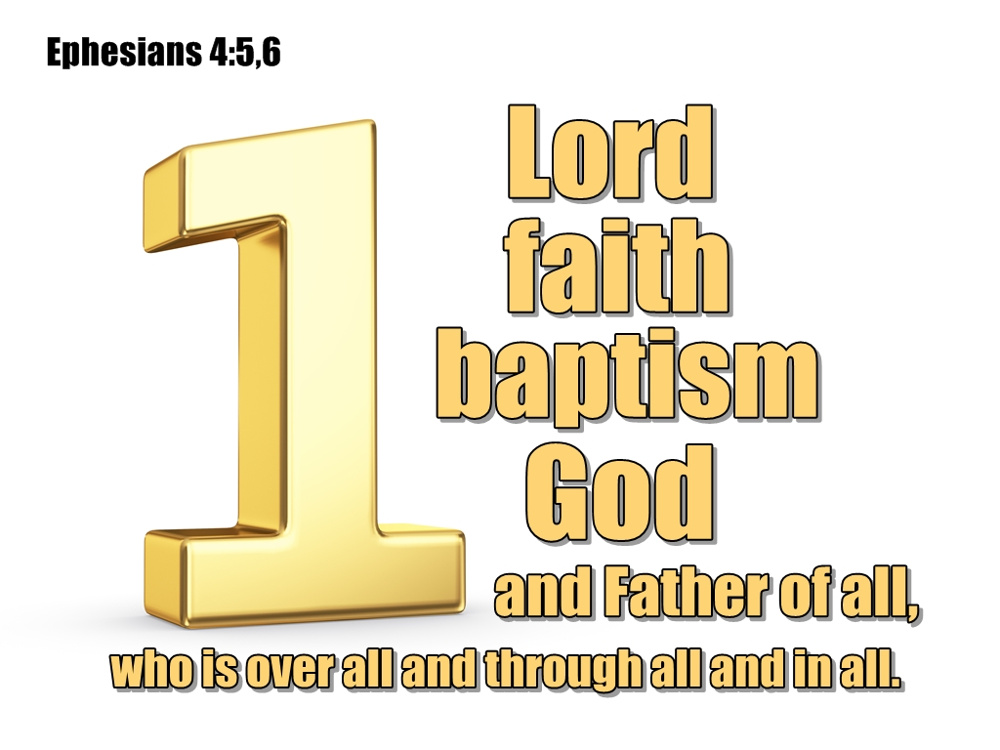 Ephesians 4:5,6
1
Lord
faith
baptism
God
and Father of all,
who is over all and through all and in all.